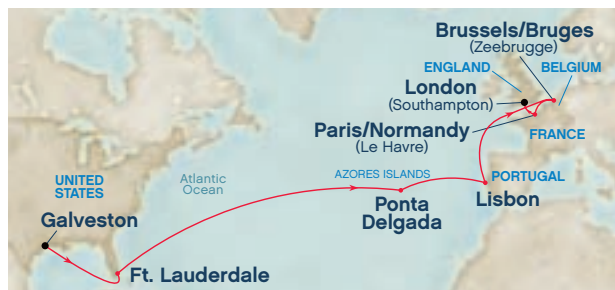 Brussels/Bruges
(Zeebrugge)
ENGLAND
BELGIUM
London
(Southampton)
Paris/Normandy
(Le Havre)
FRANCE
UNITED
STATES
Atlantic
Ocean
AZORES ISLANDS
PORTUGAL
Galveston
Ponta
Delgada
Lisbon
Ft. Lauderdale